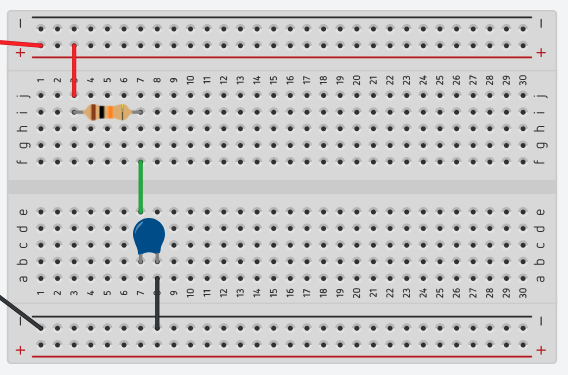 − −
+ +
1 2 3 4 5 6 7 8 9 10 11 12 13 14 15 16 17 18 19 20 21 22 23 24 25 26 27 28 29 30
j j
i i
h h
g g
f f
e e
d d
c c
b b
a a
1 2 3 4 5 6 7 8 9 10 11 12 13 14 15 16 17 18 19 20 21 22 23 24 25 26 27 28 29 30
− −
+ +